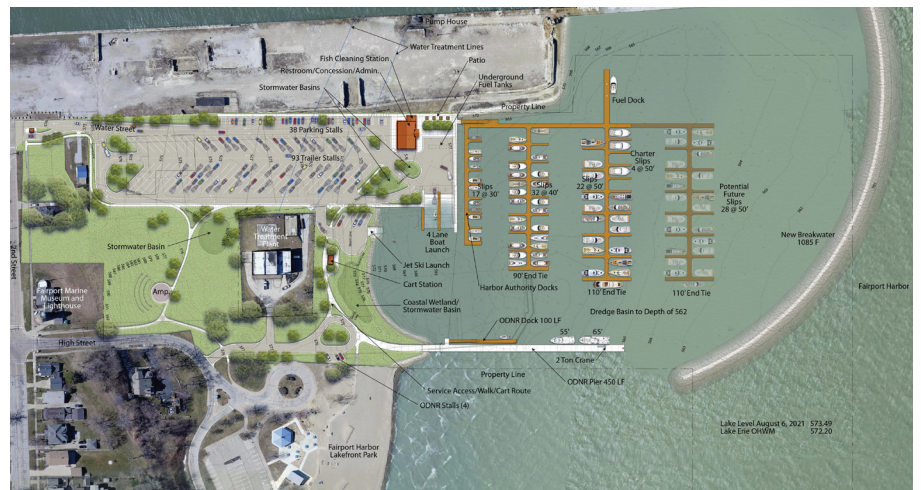 Pump House
Water Treatment Lines
Fish Cleaning Station
Patio
Restroom/Concession/Admin.
Underground
Fuel Tanks
Stormwater Basins
Property Line
Fuel Dock
Water Street
38 Parking Stalls
93 Trailer Stalls
Slips
17 @ 30'
Slips
32 @ 40'
Slips
22 @ 50'
Charter
Slips
4 @ 50'
Potential
Future
Slips
28 @ 50'
New Breakwater
1085 F
Fairport Harbor
2nd Street
Stormwater Basin
Water
Treatment
Plant
4 Lane
Boat
Launch
Jet Ski Launch
Cart Station
90' End Tie
Harbor Authority Docks
110' End Tie
110' End Tie
Fairport Marine
Museum and
Lighthouse
Amp
Coastal Wetland/
Stormwater Basin
Dredge Basin to Depth of 562
ODNR Dock 100 LF
55'
65'
High Street
2 Ton Crane
Property Line
ODNR Pier 450 LF
Service Access/Walk/Cart Route
ODNR Stalls (4)
Fairport Harbor
Lakefront Park
Lake Level August 6, 2021 573.49
Lake Erie OHWM 572.20